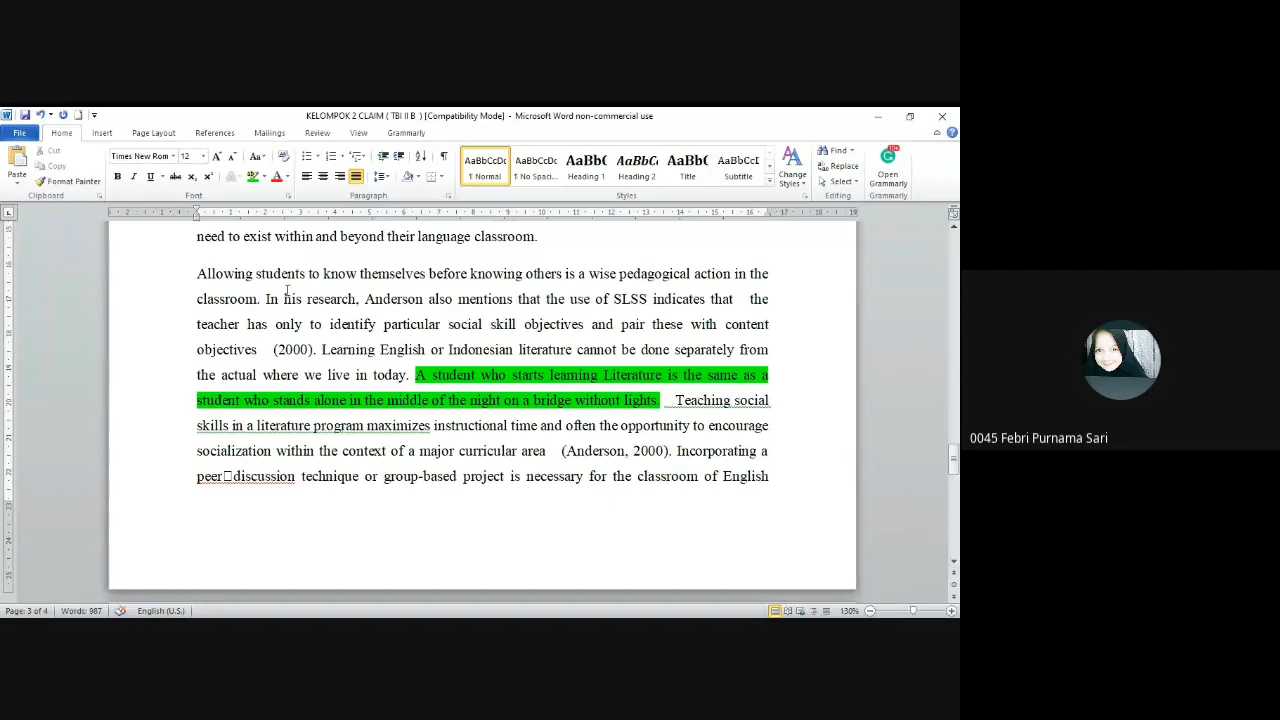 KELOMPOK 2 CLAIM ( TBI II B ) [Compatibility Mode] - Microsoft Word non-commercial use
File Home Insert Page Layout References Mailings Review View Grammarly
Cut
Copy
Format Painter
Paste
Clipboard
Times New Rom 12
Font
Paragraph
AaBbCcDc AaBbCcDc AaBbC AaBbCc AaBbC AaBbCcI
¶ Normal ¶ No Spaci... Heading 1 Heading 2 Title Subtitle
Styles
Change Styles
Find
Replace
Select
Editing
Open Grammarly
Grammarly
need to exist within and beyond their language classroom.
Allowing students to know themselves before knowing others is a wise pedagogical action in the
classroom. In his research, Anderson also mentions that the use of SLSS indicates that the
teacher has only to identify particular social skill objectives and pair these with content
objectives (2000). Learning English or Indonesian literature cannot be done separately from
the actual where we live in today. A student who starts learning Literature is the same as a
student who stands alone in the middle of the night on a bridge without lights. Teaching social
skills in a literature program maximizes instructional time and often the opportunity to encourage
socialization within the context of a major curricular area (Anderson, 2000). Incorporating a
peer□discussion technique or group-based project is necessary for the classroom of English
Page: 3 of 4 Words: 987 English (U.S.) 130%
0045 Febri Purnama Sari